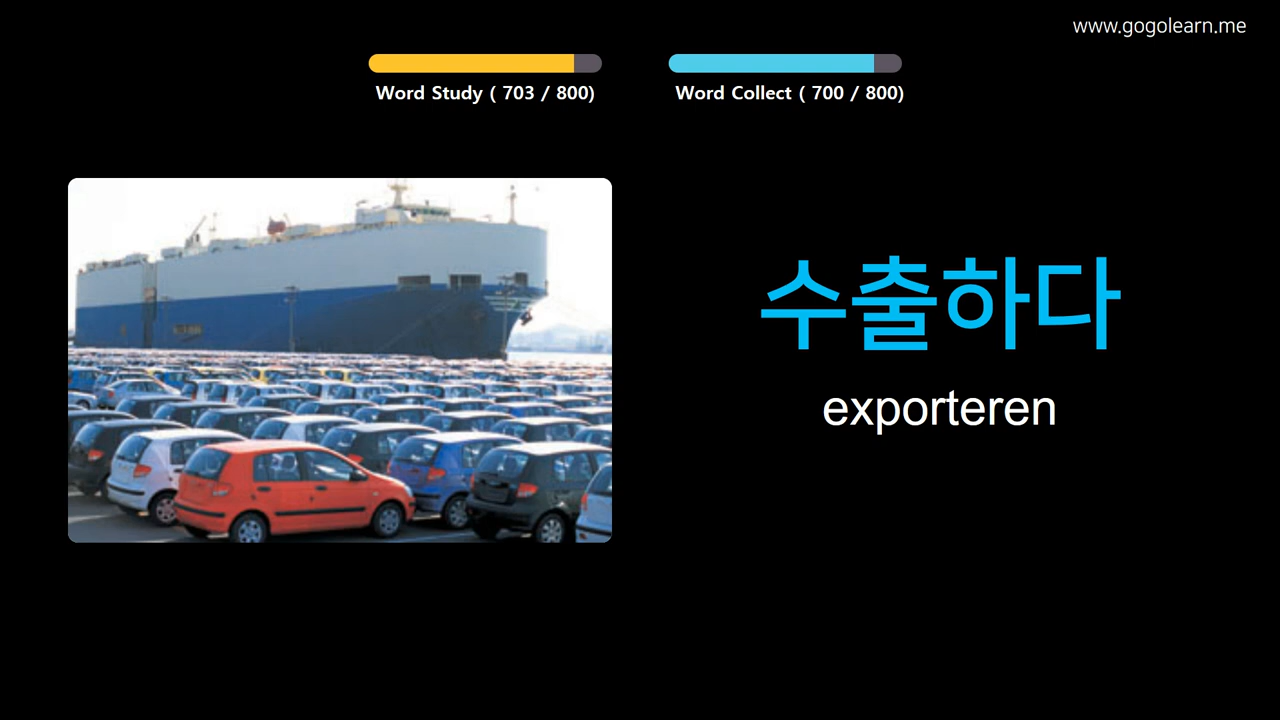 www.gogolearn.me
Word Study ( 703 / 800)
Word Collect ( 700 / 800)
수출하다
exporteren